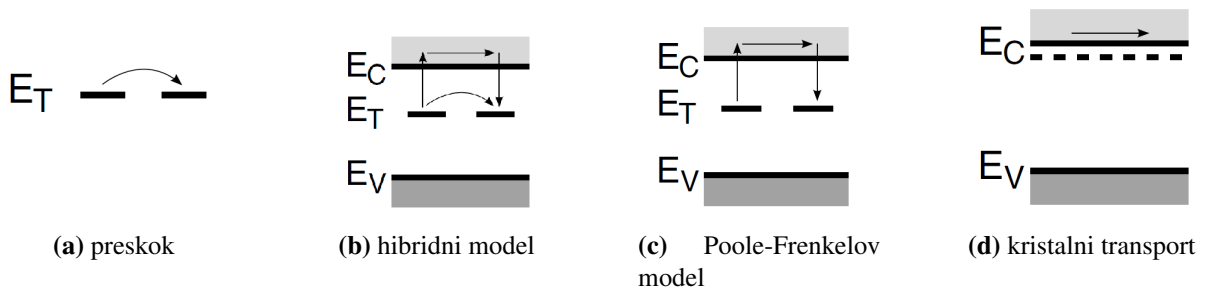 E_T
E_C
E_T
E_V
E_C
E_T
E_V
E_C
E_V
(a) preskok
(b) hibridni model
(c) Poole-Frenkelov
model
(d) kristalni transport